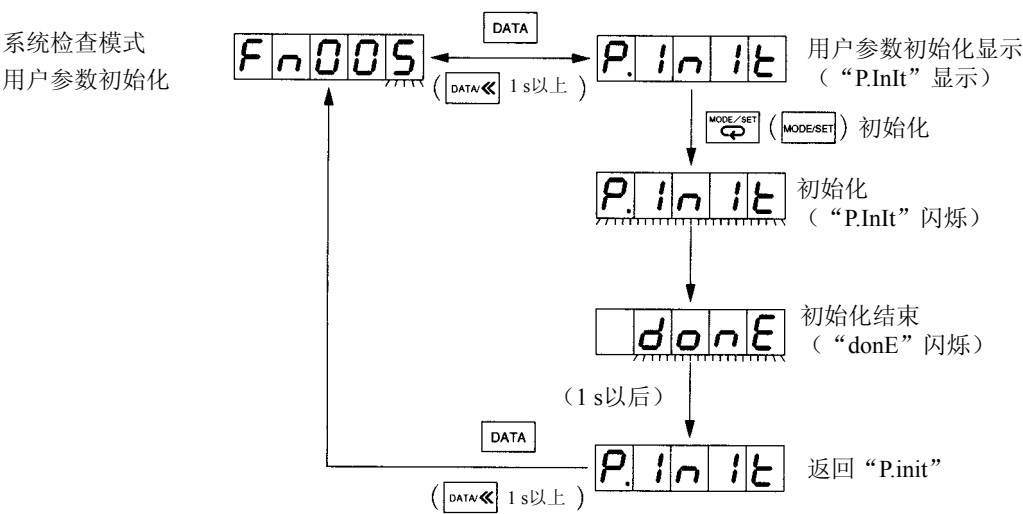 系统检查模式
用户参数初始化
Fn005
DATA
(DATA/≪ 1 s以上)
P.InIt
用户参数初始化显示
（“P.InIt”显示）
MODE/SET (MODE/SET) 初始化
P.InIt
初始化
（“P.InIt”闪烁）
donE
初始化结束
（“donE”闪烁）
（1 s以后）
DATA
(DATA/≪ 1 s以上)
P.InIt
返回“P.init”